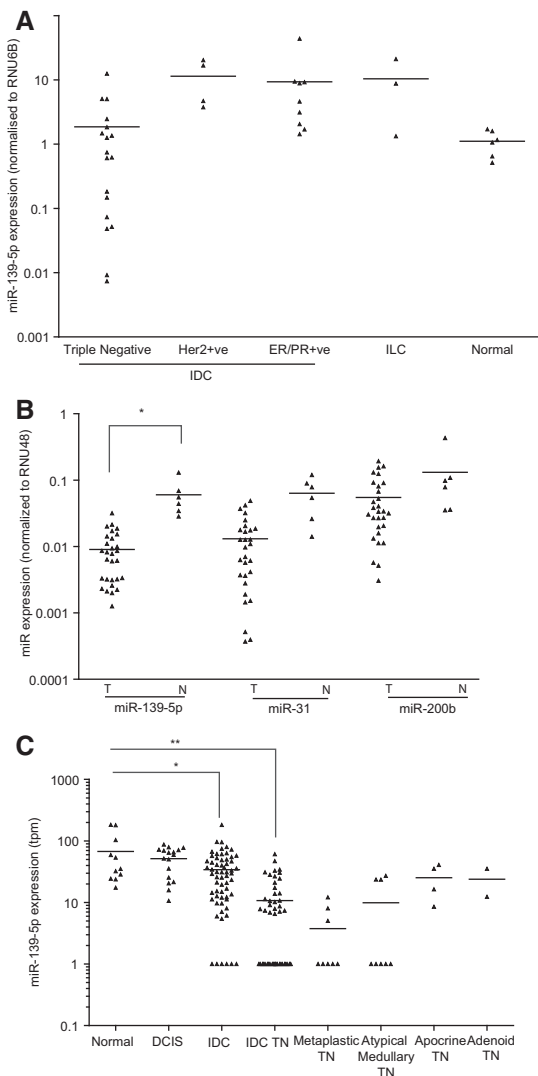 A
miR-139-5p expression (normalised to RNU6B)
10
10
1
0.1
0.01
0.001
Triple Negative Her2+ve ER/PR+ve ILC Normal
IDC
B
miR expression (normalized to RNU48)
1
0.1
0.01
0.001
0.0001
*
T N T N T N
miR-139-5p miR-31 miR-200b
C
miR-139-5p expression (tpm)
1000
100
10
1
0.1
**
*
Normal DCIS IDC IDC TN Metaplastic TN Atypical Medullary TN Apocrine TN Adenoid TN